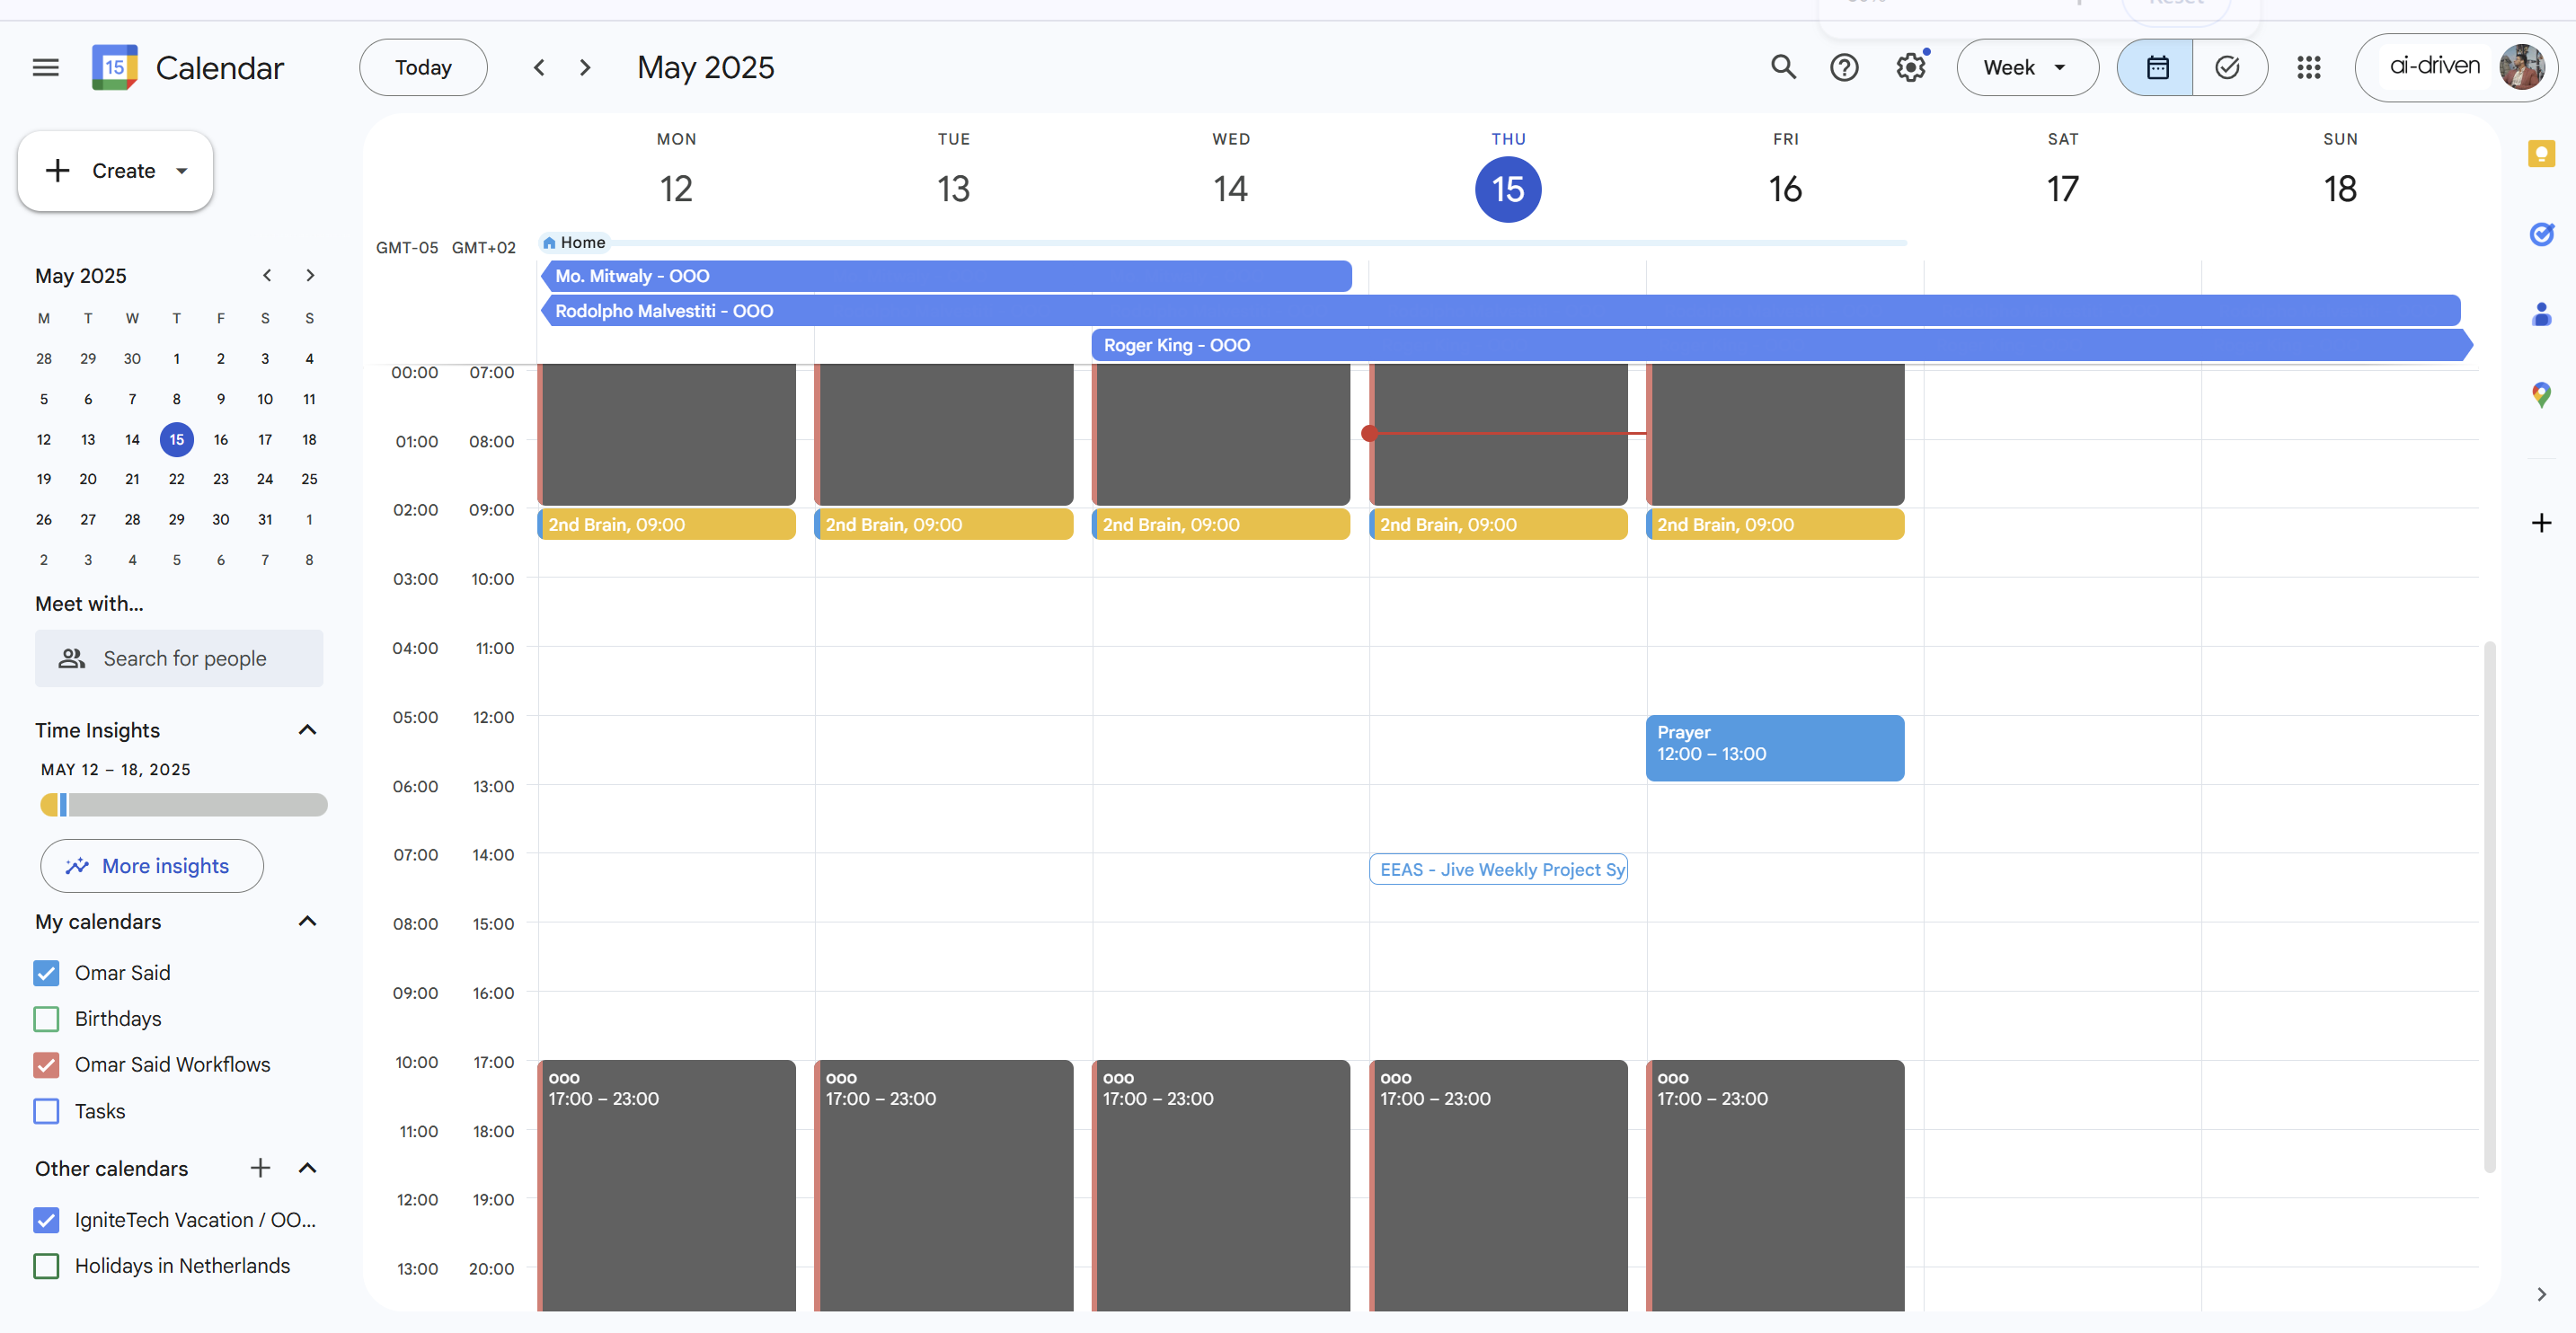 15
Calendar
Today
May 2025
Week
ai-driven
Create
May 2025
M T W T F S S
28 29 30 1 2 3 4
5 6 7 8 9 10 11
12 13 14 15 16 17 18
19 20 21 22 23 24 25
26 27 28 29 30 31 1
2 3 4 5 6 7 8
Meet with...
Search for people
Time Insights
MAY 12 – 18, 2025
More insights
My calendars
Omar Said
Birthdays
Omar Said Workflows
Tasks
Other calendars
IgniteTech Vacation / OO...
Holidays in Netherlands
MON TUE WED THU FRI SAT SUN
12 13 14 15 16 17 18
GMT-05 GMT+02
Home
Mo. Mitwaly - OOO
Rodolpho Malvestiti - OOO
Roger King - OOO
00:00 07:00
01:00 08:00
02:00 09:00
2nd Brain, 09:00 2nd Brain, 09:00 2nd Brain, 09:00 2nd Brain, 09:00 2nd Brain, 09:00
03:00 10:00
04:00 11:00
05:00 12:00
Prayer
12:00 – 13:00
06:00 13:00
07:00 14:00
EEAS - Jive Weekly Project Sy
08:00 15:00
09:00 16:00
10:00 17:00
ooo ooo ooo ooo ooo
17:00 – 23:00 17:00 – 23:00 17:00 – 23:00 17:00 – 23:00 17:00 – 23:00
11:00 18:00
12:00 19:00
13:00 20:00